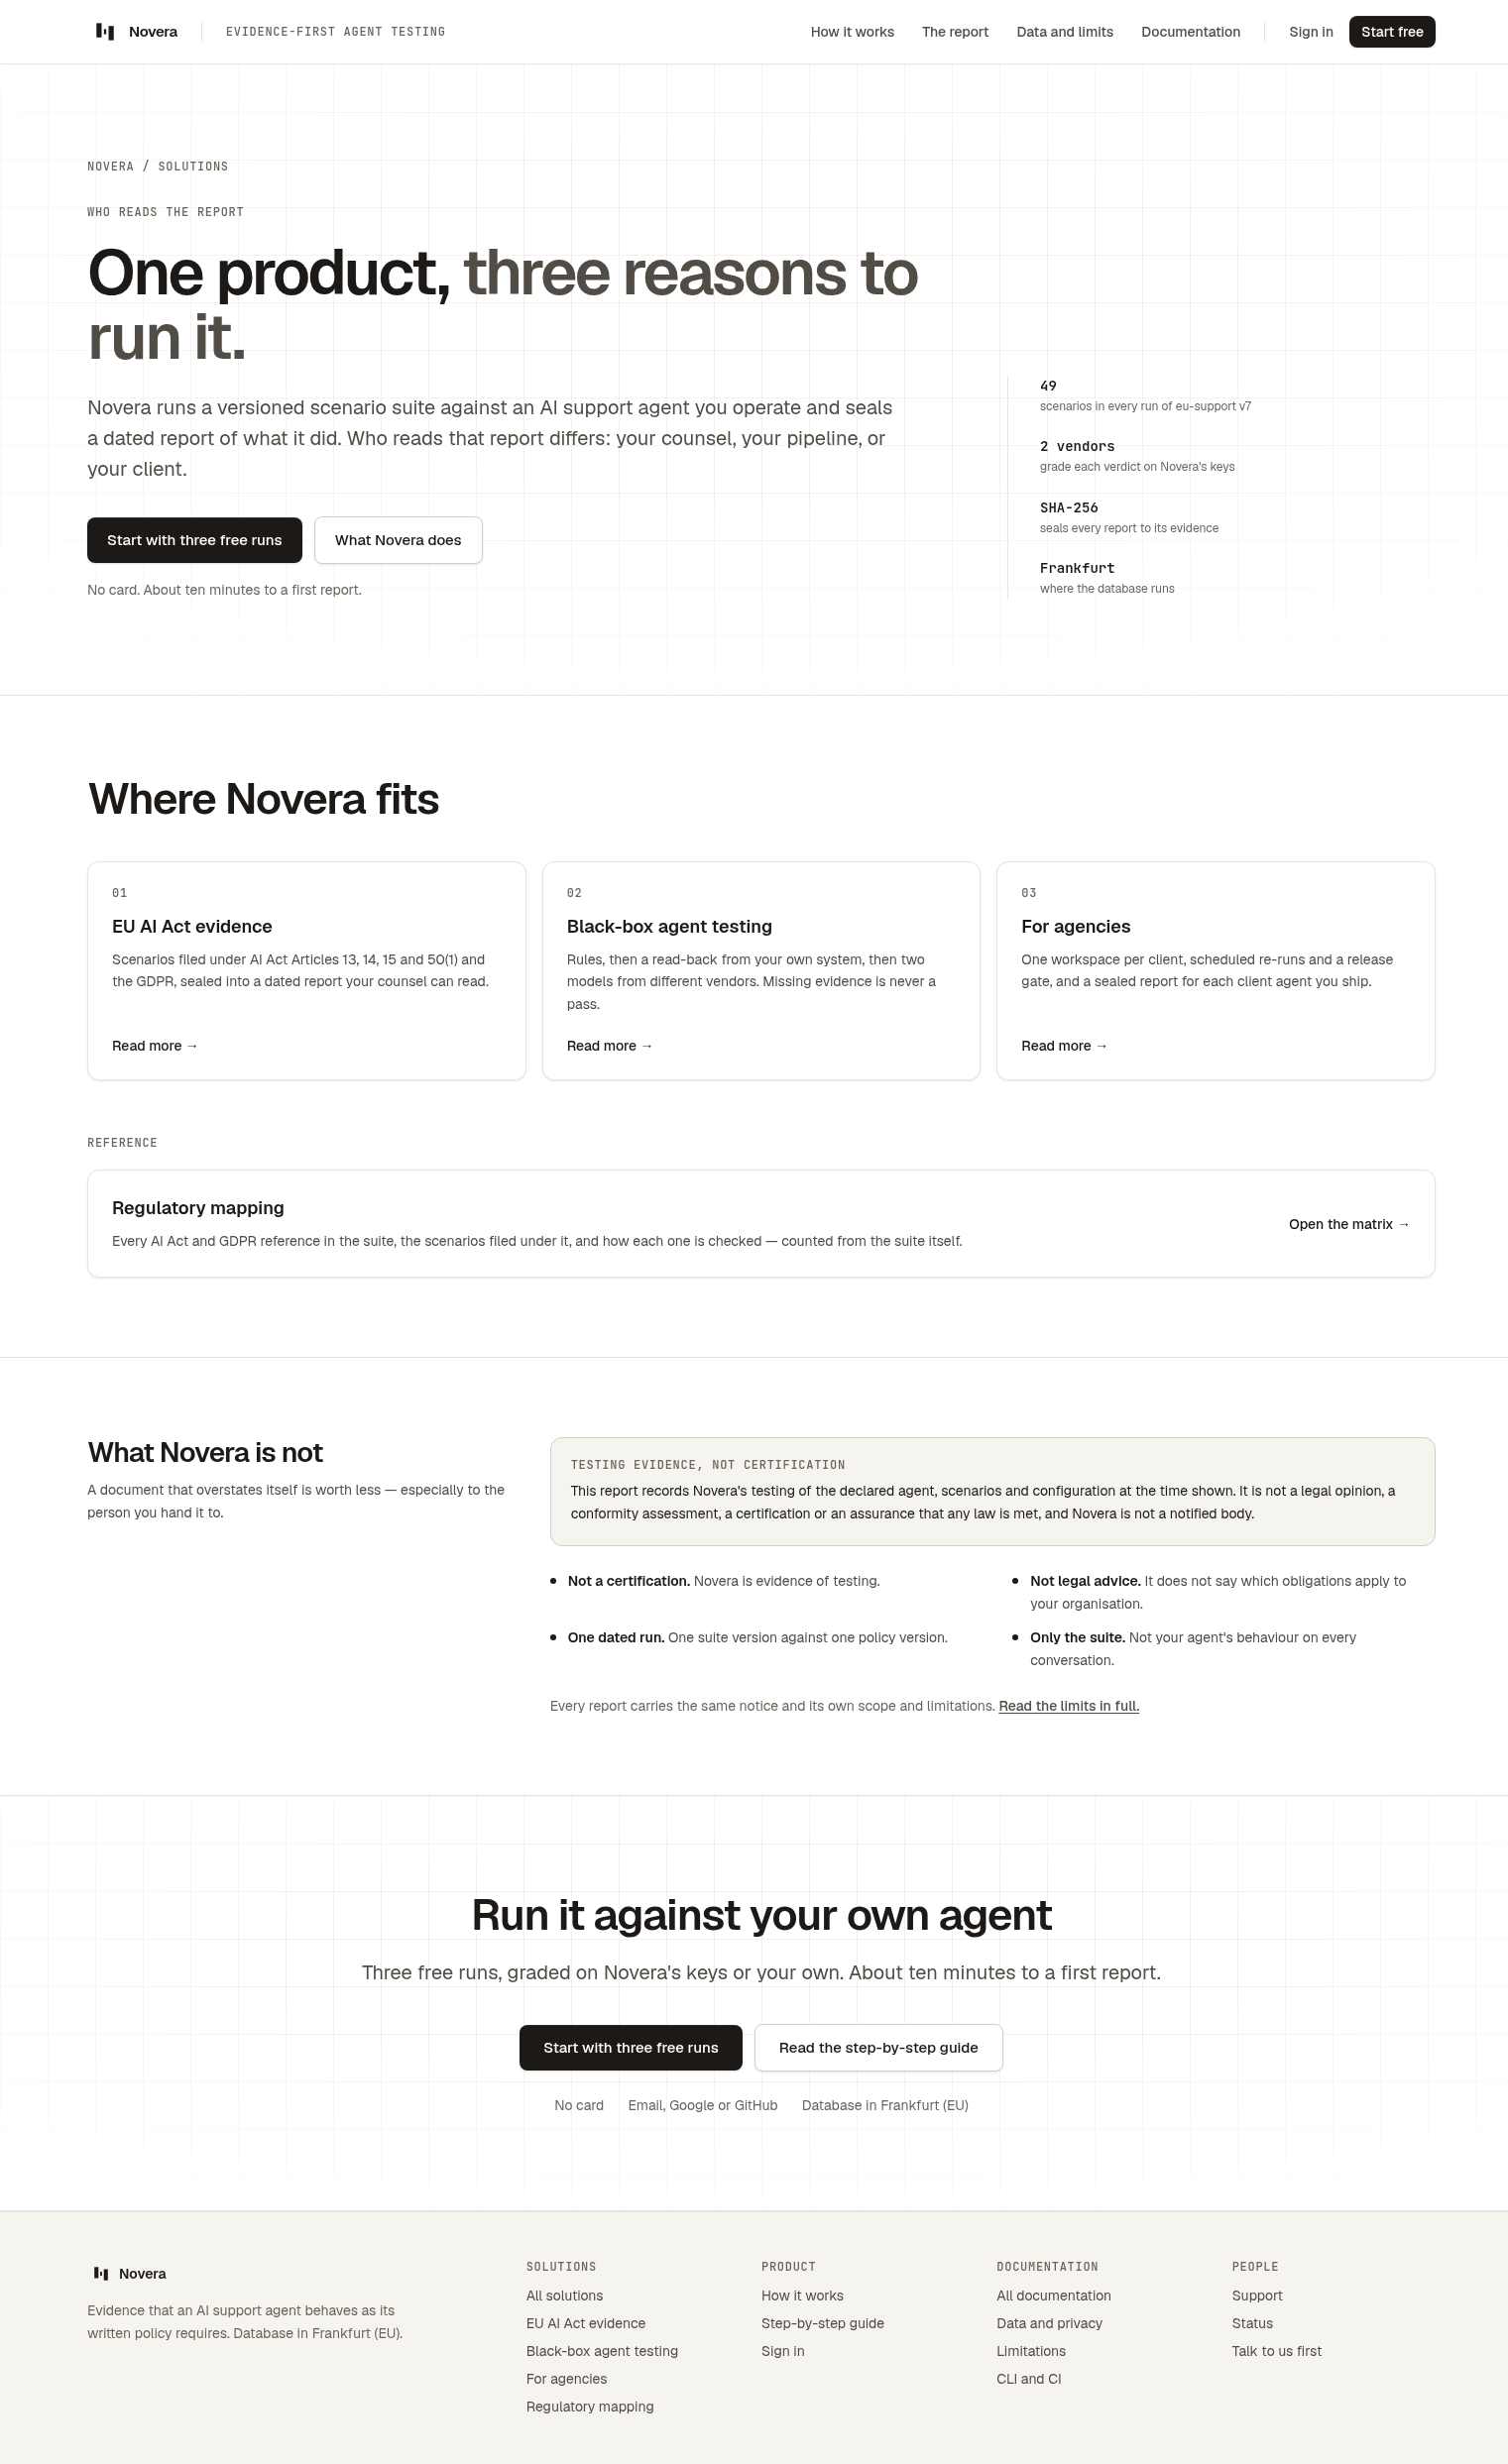 Novera
EVIDENCE-FIRST AGENT TESTING
How it works
The report
Data and limits
Documentation
Sign in
Start free
NOVERA / SOLUTIONS
WHO READS THE REPORT
One product, three reasons to
run it.
Novera runs a versioned scenario suite against an AI support agent you operate and seals
a dated report of what it did. Who reads that report differs: your counsel, your pipeline, or
your client.
Start with three free runs
What Novera does
No card. About ten minutes to a first report.
49
scenarios in every run of eu-support v7
2 vendors
grade each verdict on Novera's keys
SHA-256
seals every report to its evidence
Frankfurt
where the database runs
Where Novera fits
01
EU AI Act evidence
Scenarios filed under AI Act Articles 13, 14, 15 and 50(1) and
the GDPR, sealed into a dated report your counsel can read.
Read more →
02
Black-box agent testing
Rules, then a read-back from your own system, then two
models from different vendors. Missing evidence is never a
pass.
Read more →
03
For agencies
One workspace per client, scheduled re-runs and a release
gate, and a sealed report for each client agent you ship.
Read more →
REFERENCE
Regulatory mapping
Every AI Act and GDPR reference in the suite, the scenarios filed under it, and how each one is checked — counted from the suite itself.
Open the matrix →
What Novera is not
A document that overstates itself is worth less — especially to the
person you hand it to.
TESTING EVIDENCE, NOT CERTIFICATION
This report records Novera's testing of the declared agent, scenarios and configuration at the time shown. It is not a legal opinion, a
conformity assessment, a certification or an assurance that any law is met, and Novera is not a notified body.
Not a certification. Novera is evidence of testing.
Not legal advice. It does not say which obligations apply to
your organisation.
One dated run. One suite version against one policy version.
Only the suite. Not your agent's behaviour on every
conversation.
Every report carries the same notice and its own scope and limitations. Read the limits in full.
Run it against your own agent
Three free runs, graded on Novera's keys or your own. About ten minutes to a first report.
Start with three free runs
Read the step-by-step guide
No card
Email, Google or GitHub
Database in Frankfurt (EU)
Novera
Evidence that an AI support agent behaves as its
written policy requires. Database in Frankfurt (EU).
SOLUTIONS
All solutions
EU AI Act evidence
Black-box agent testing
For agencies
Regulatory mapping
PRODUCT
How it works
Step-by-step guide
Sign in
DOCUMENTATION
All documentation
Data and privacy
Limitations
CLI and CI
PEOPLE
Support
Status
Talk to us first